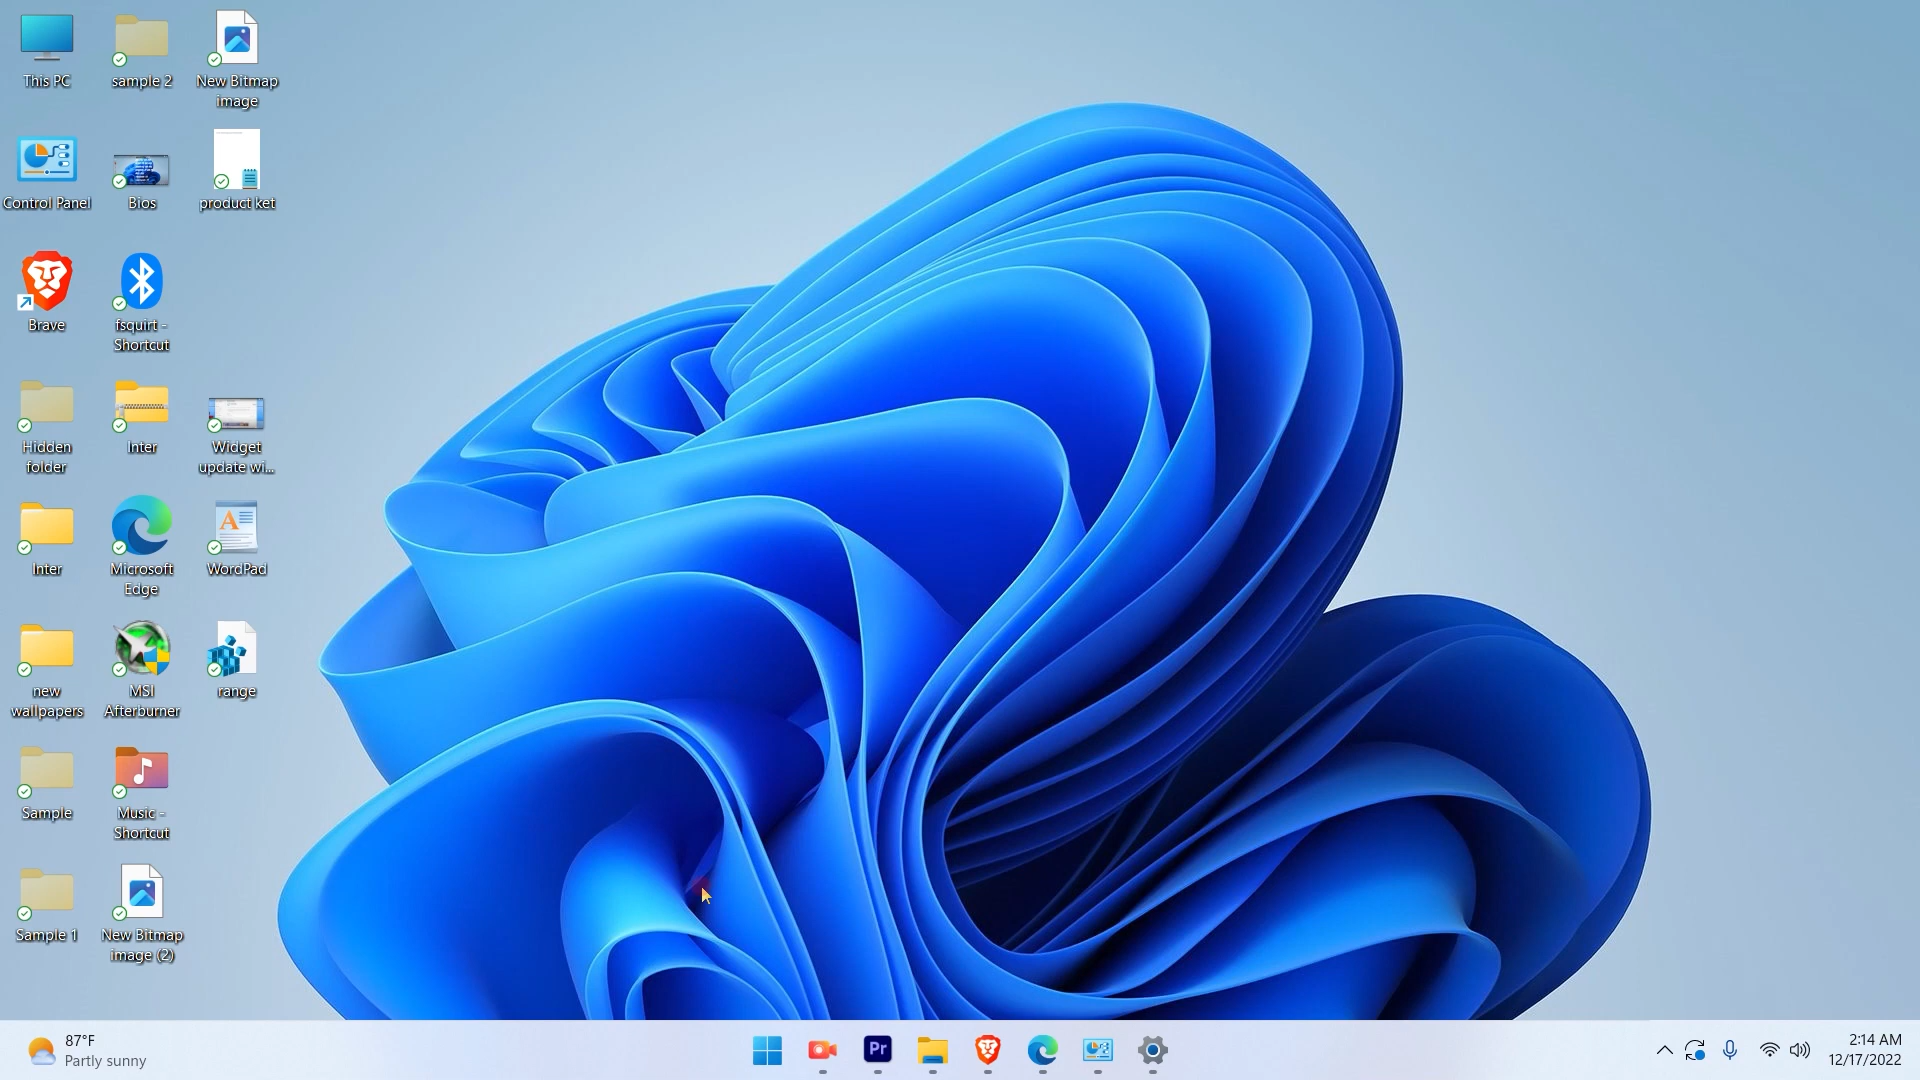 This PC
sample 2
New Bitmap
image
Control Panel
Bios
product ket
Brave
fsquirt -
Shortcut
Hidden
folder
Inter
Widget
update wi...
Inter
Microsoft
Edge
WordPad
new
wallpapers
MSI
Afterburner
range
Sample
Music -
Shortcut
Sample 1
New Bitmap
image (2)
87°F
Partly sunny
Pr
2:14 AM
12/17/2022